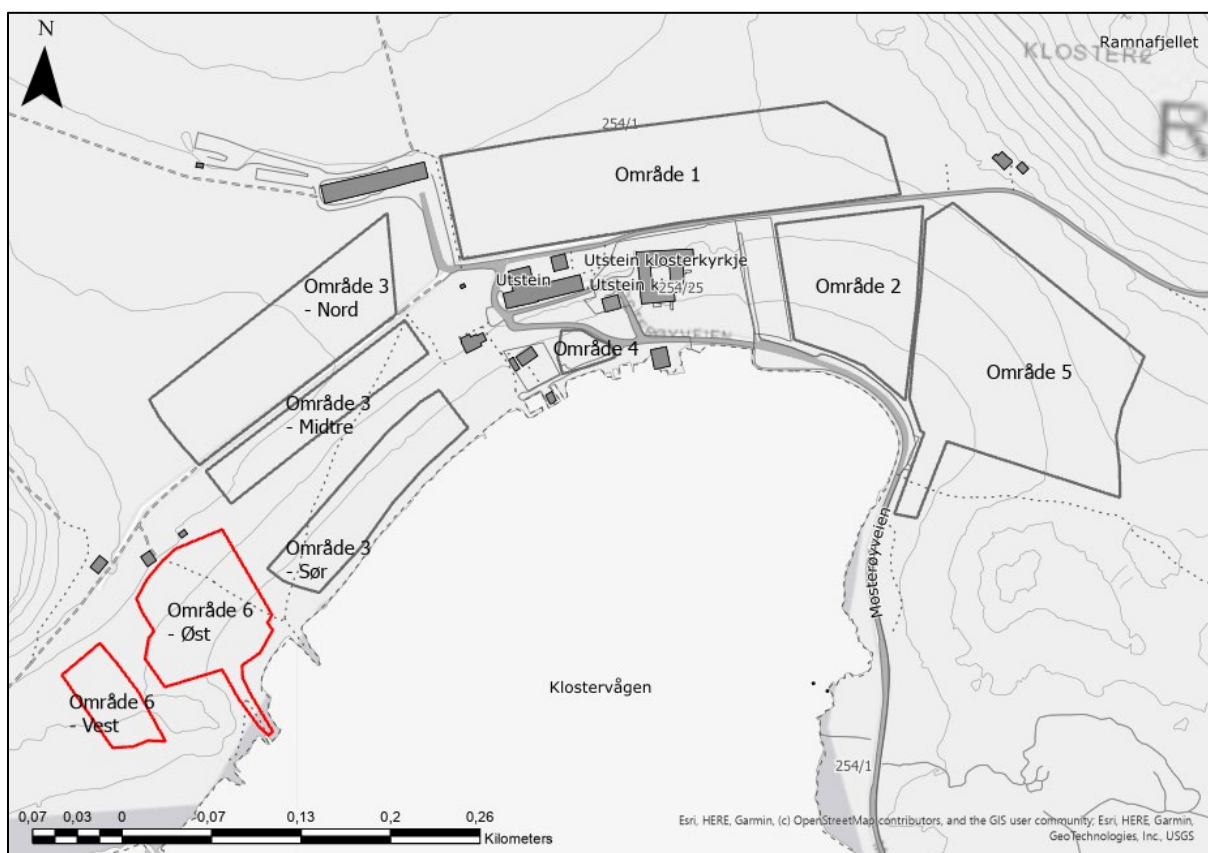 N
Ramnafjellet
KLOSTERØ
R
254/1
Område 1
Område 3
- Nord
Utstein klosterkyrkje
Utstein
Utstein k
254/25
Område 2
ØYVEIEN
Område 4
Område 5
Område 3
- Midtre
Område 3
- Sør
Mosterøyveien
Område 6
- Øst
Klostervågen
Område 6
- Vest
254/1
0,07 0,03 0 0,07 0,13 0,2 0,26
Kilometers
Esri, HERE, Garmin, (c) OpenStreetMap contributors, and the GIS user community; Esri, HERE, Garmin,
GeoTechnologies, Inc., USGS